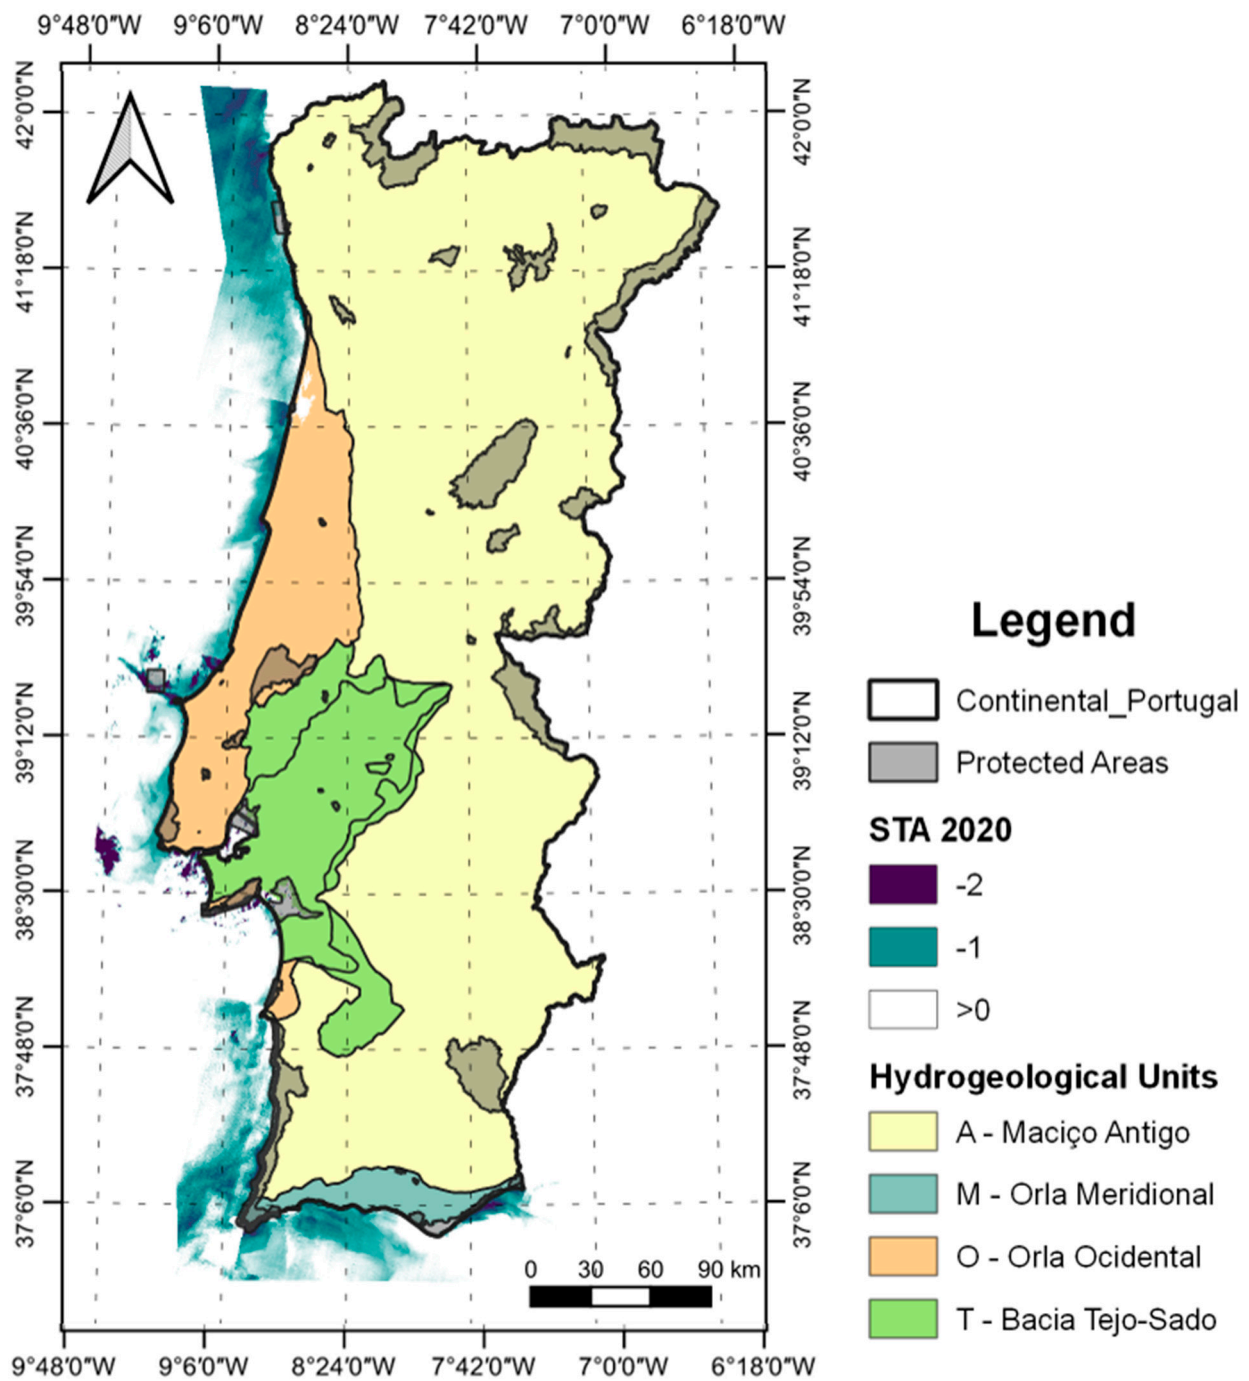 9°48'0"W 9°6'0"W 8°24'0"W 7°42'0"W 7°0'0"W 6°18'0"W
42°0'0"N 42°0'0"N
41°18'0"N 41°18'0"N
40°36'0"N 40°36'0"N
39°54'0"N 39°54'0"N
39°12'0"N 39°12'0"N
38°30'0"N 38°30'0"N
37°48'0"N 37°48'0"N
37°6'0"N 37°6'0"N
0 30 60 90 km
9°48'0"W 9°6'0"W 8°24'0"W 7°42'0"W 7°0'0"W 6°18'0"W
Legend
Continental_Portugal
Protected Areas
STA 2020
-2
-1
>0
Hydrogeological Units
A - Maciço Antigo
M - Orla Meridional
O - Orla Ocidental
T - Bacia Tejo-Sado